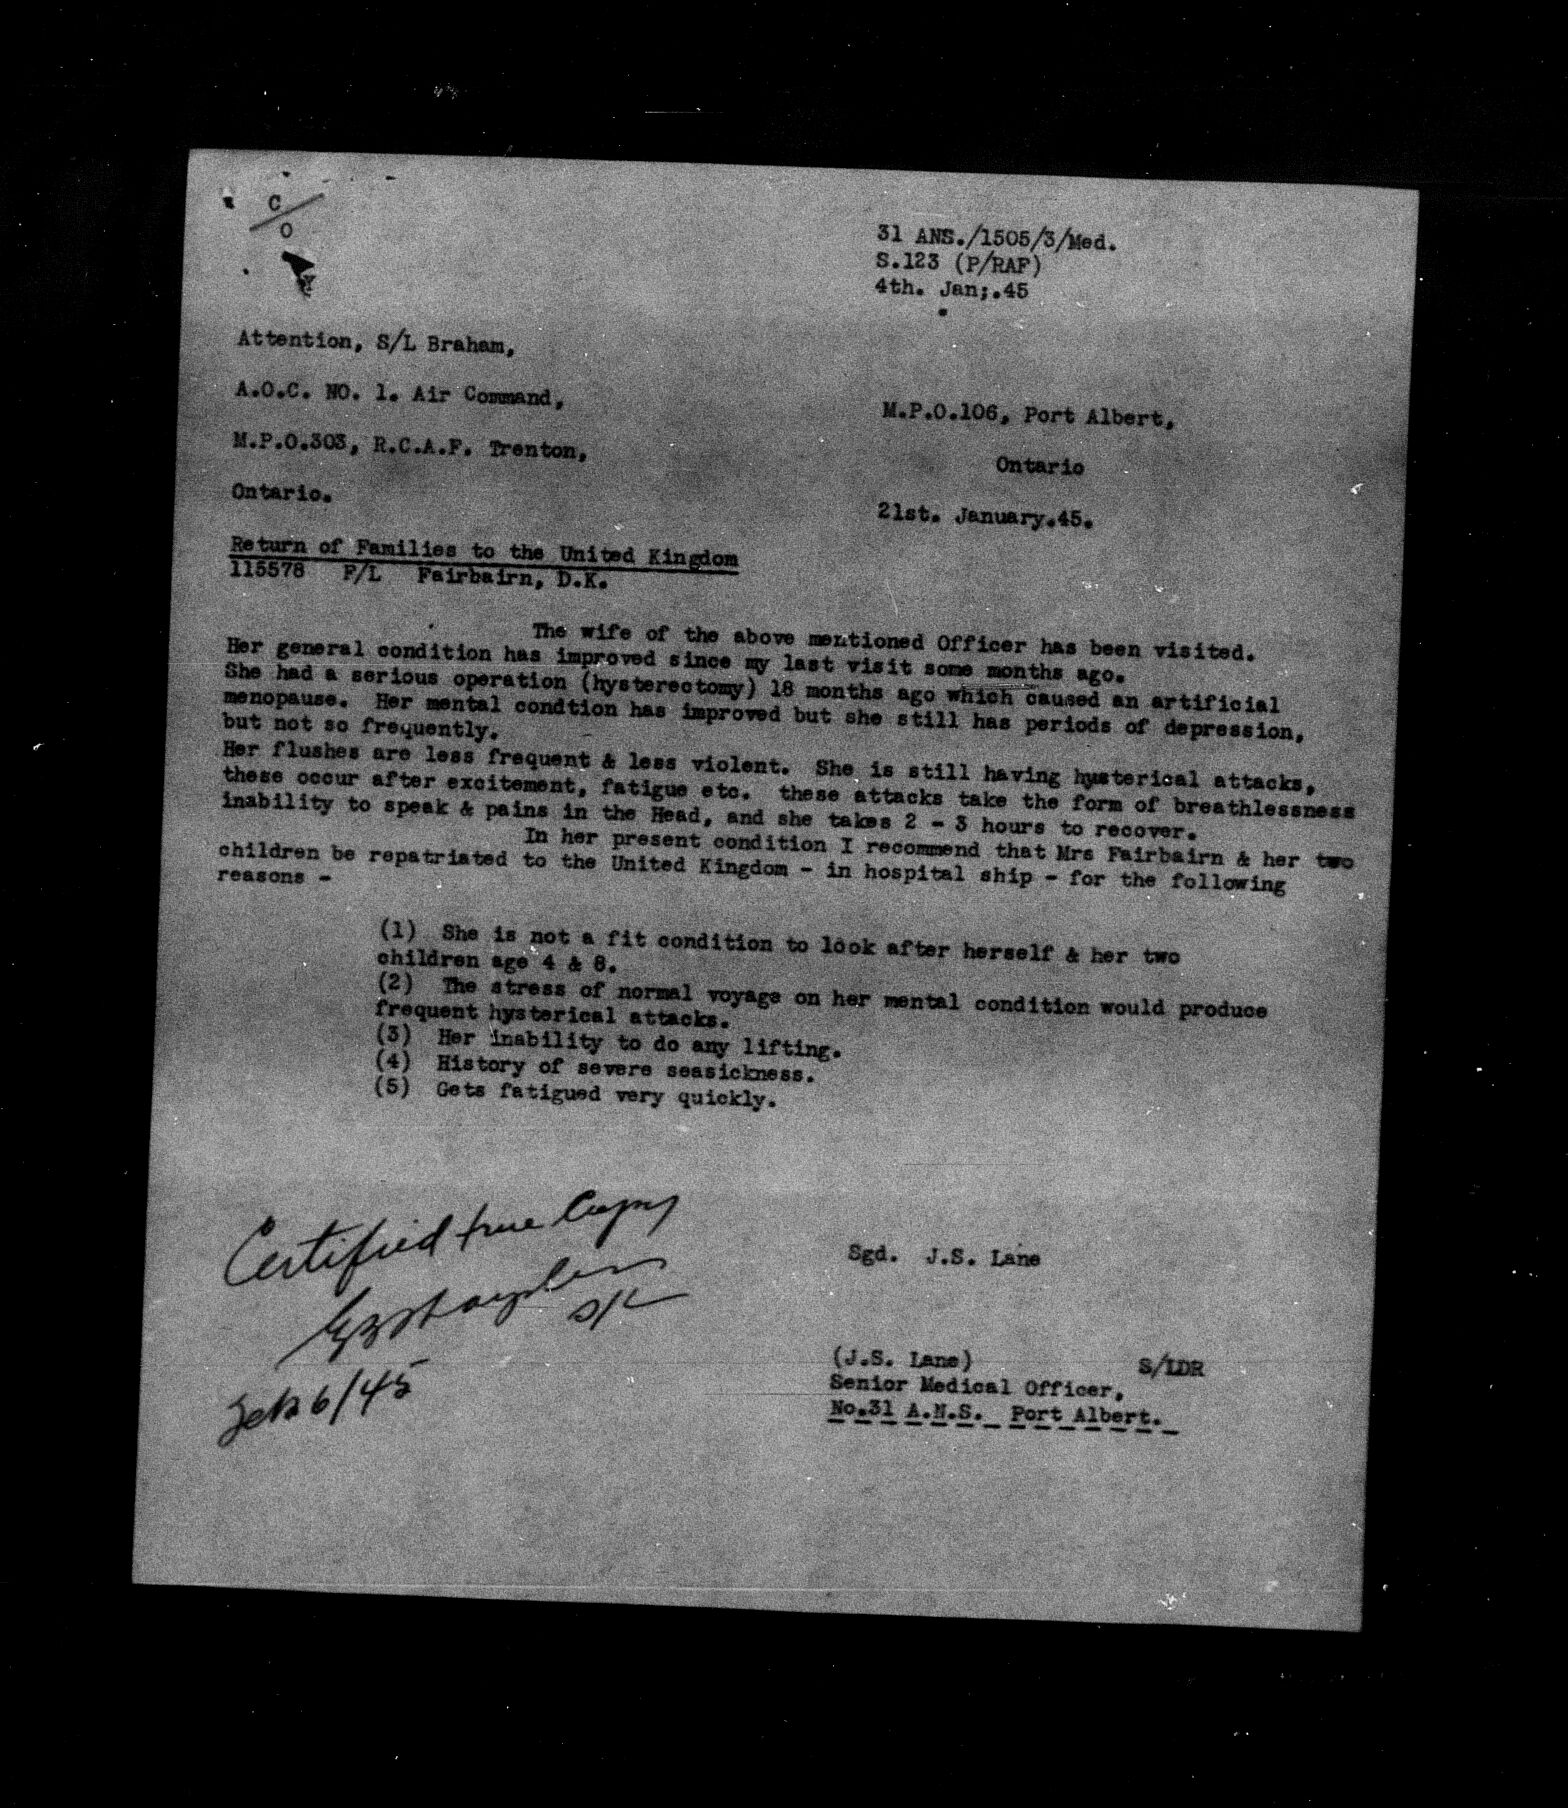 C
O
31 ANS./1505/3/Med.
S.123 (P/RAF)
4th. Jan;.45
Attention, S/L Braham,
A.O.C. NO. 1. Air Command,
M.P.O.106, Port Albert,
M.P.O.303, R.C.A.F. Trenton,
Ontario
Ontario.
21st. January.45.
Return of Families to the United Kingdom
115578 F/L Fairbairn, D.K.
The wife of the above mentioned Officer has been visited.
Her general condition has improved since my last visit some months ago.
She had a serious operation (hysterectomy) 18 months ago which caused an artificial
menopause. Her mental condtion has improved but she still has periods of depression,
but not so frequently.
Her flushes are less frequent & less violent. She is still having hysterical attacks,
these occur after excitement, fatigue etc. these attacks take the form of breathlessness
inability to speak & pains in the Head, and she takes 2 - 3 hours to recover.
In her present condition I recommend that Mrs Fairbairn & her two
children be repatriated to the United Kingdom - in hospital ship - for the following
reasons -
(1) She is not a fit condition to look after herself & her two
children age 4 & 8.
(2) The stress of normal voyage on her mental condition would produce
frequent hysterical attacks.
(3) Her inability to do any lifting.
(4) History of severe seasickness.
(5) Gets fatigued very quickly.
Certified true Copy
S/L
Feb 6/45
Sgd. J.S. Lane
(J.S. Lane) S/LDR
Senior Medical Officer,
No.31 A.N.S. Port Albert.